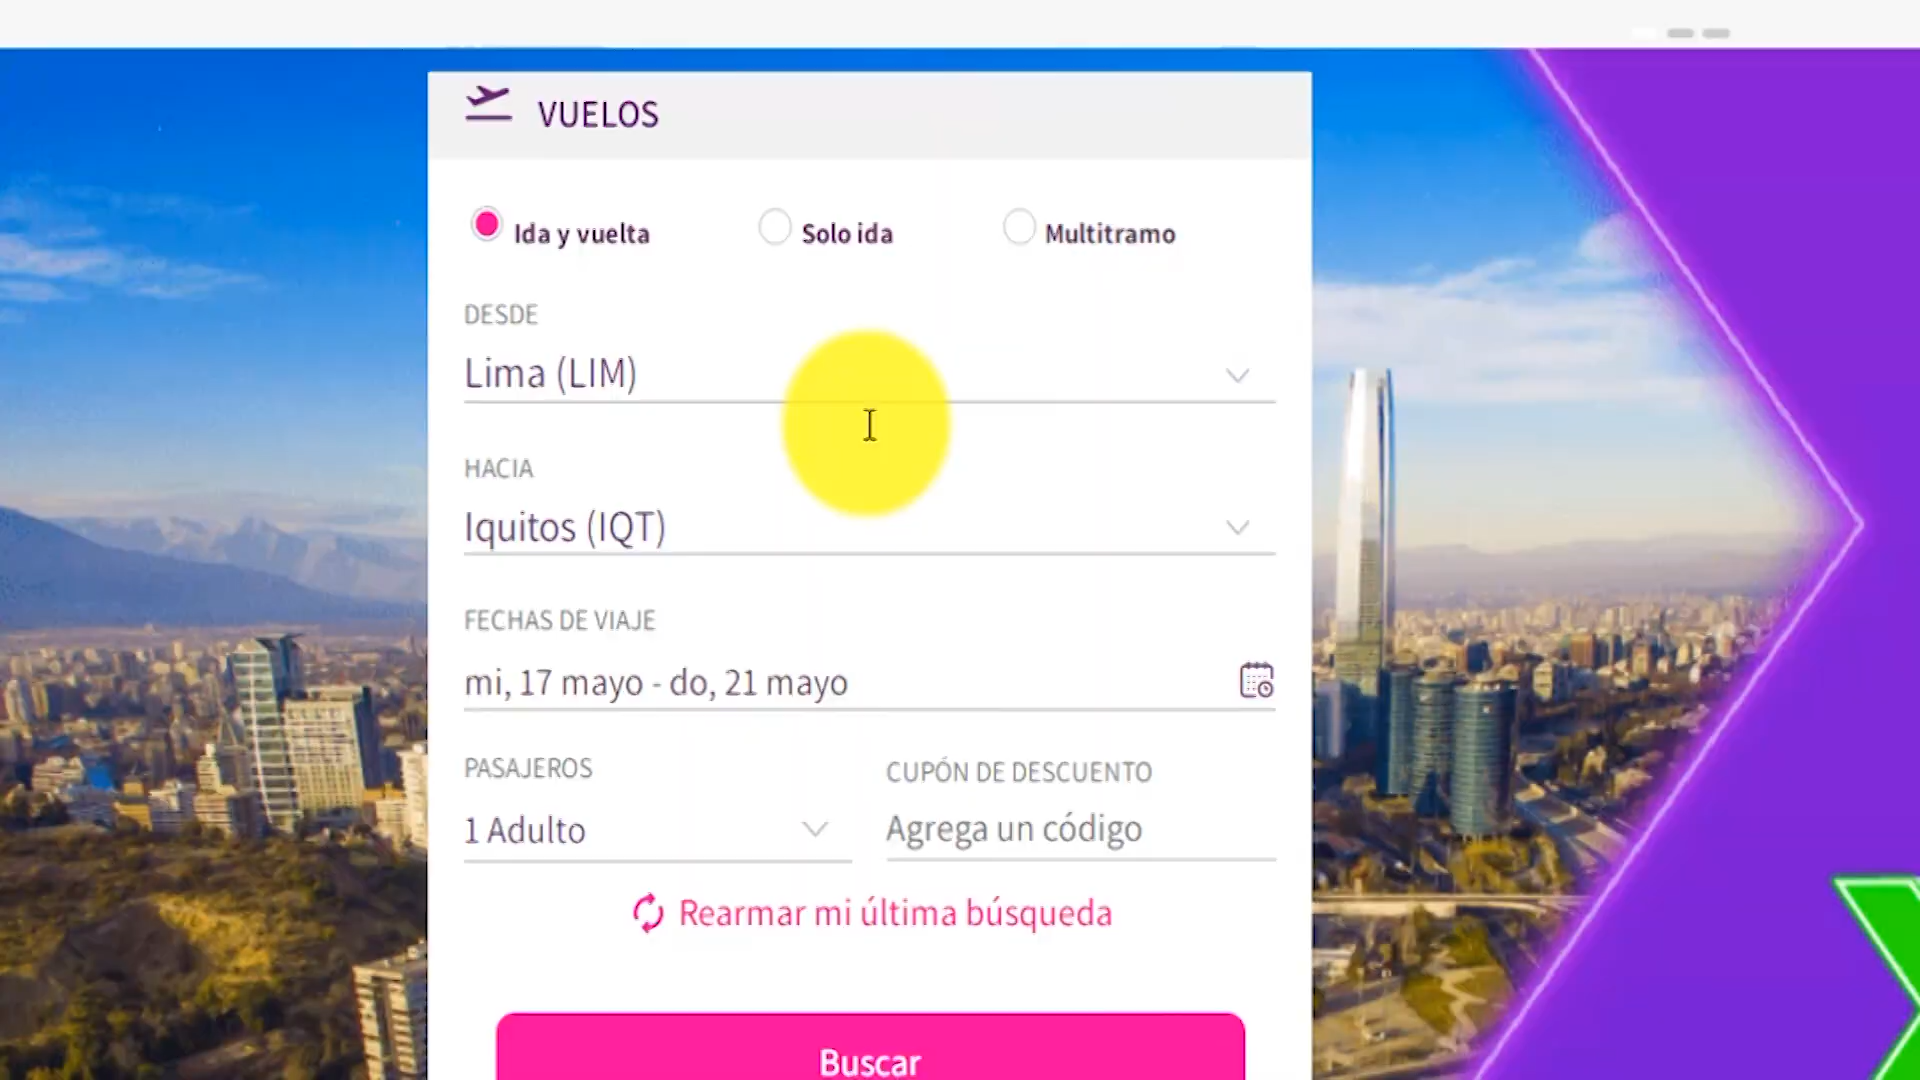 VUELOS
Ida y vuelta
Solo ida
Multitramo
DESDE
Lima (LIM)
HACIA
Iquitos (IQT)
FECHAS DE VIAJE
mi, 17 mayo - do, 21 mayo
PASAJEROS
CUPÓN DE DESCUENTO
1 Adulto
Agrega un código
Rearmar mi última búsqueda
Buscar